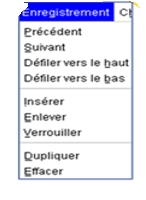 Enregistrement
Précédent
Suivant
Défiler vers le haut
Défiler vers le bas
Insérer
Enlever
Verrouiller
Dupliquer
Effacer